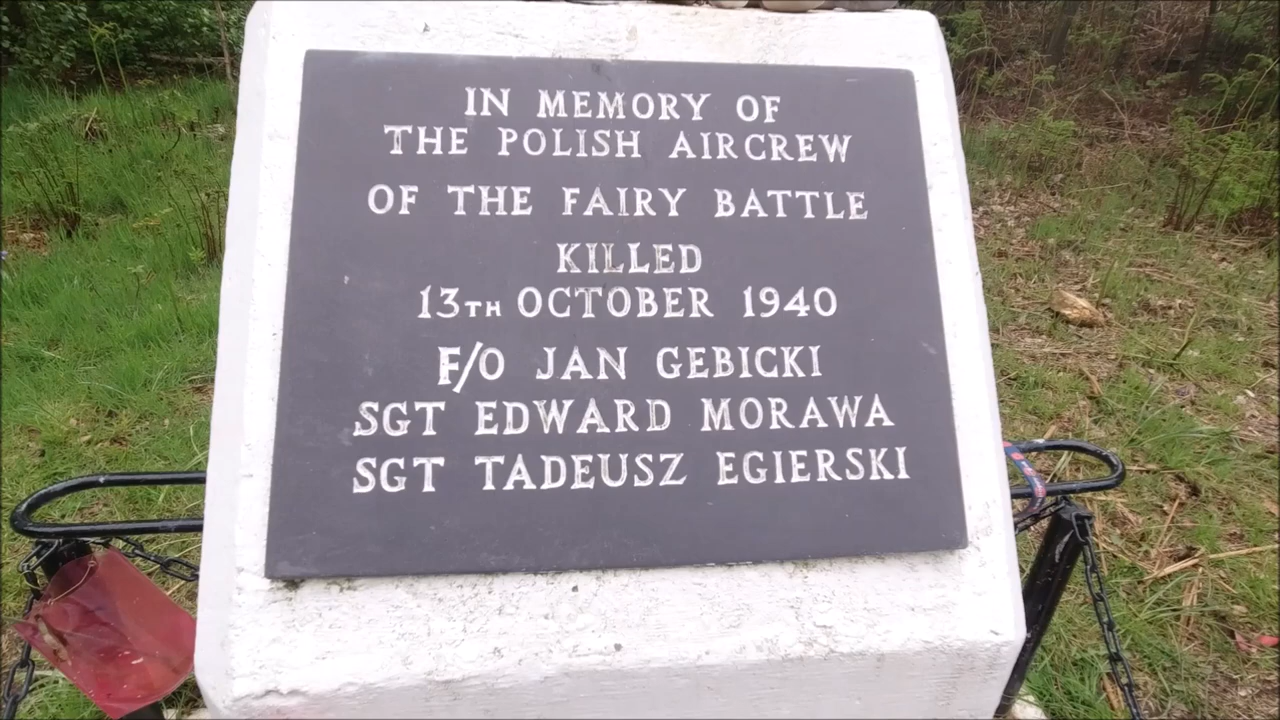 IN MEMORY OF
THE POLISH AIRCREW
OF THE FAIRY BATTLE
KILLED
13TH OCTOBER 1940
F/O JAN GEBICKI
SGT EDWARD MORAWA
SGT TADEUSZ EGIERSKI